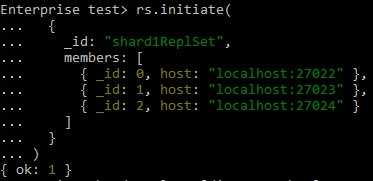 Enterprise test> rs.initiate(
...    {
...      _id: "shard1ReplSet",
...      members: [
...        { _id: 0, host: "localhost:27022" },
...        { _id: 1, host: "localhost:27023" },
...        { _id: 2, host: "localhost:27024" }
...      ]
...    }
... )
{ ok: 1 }